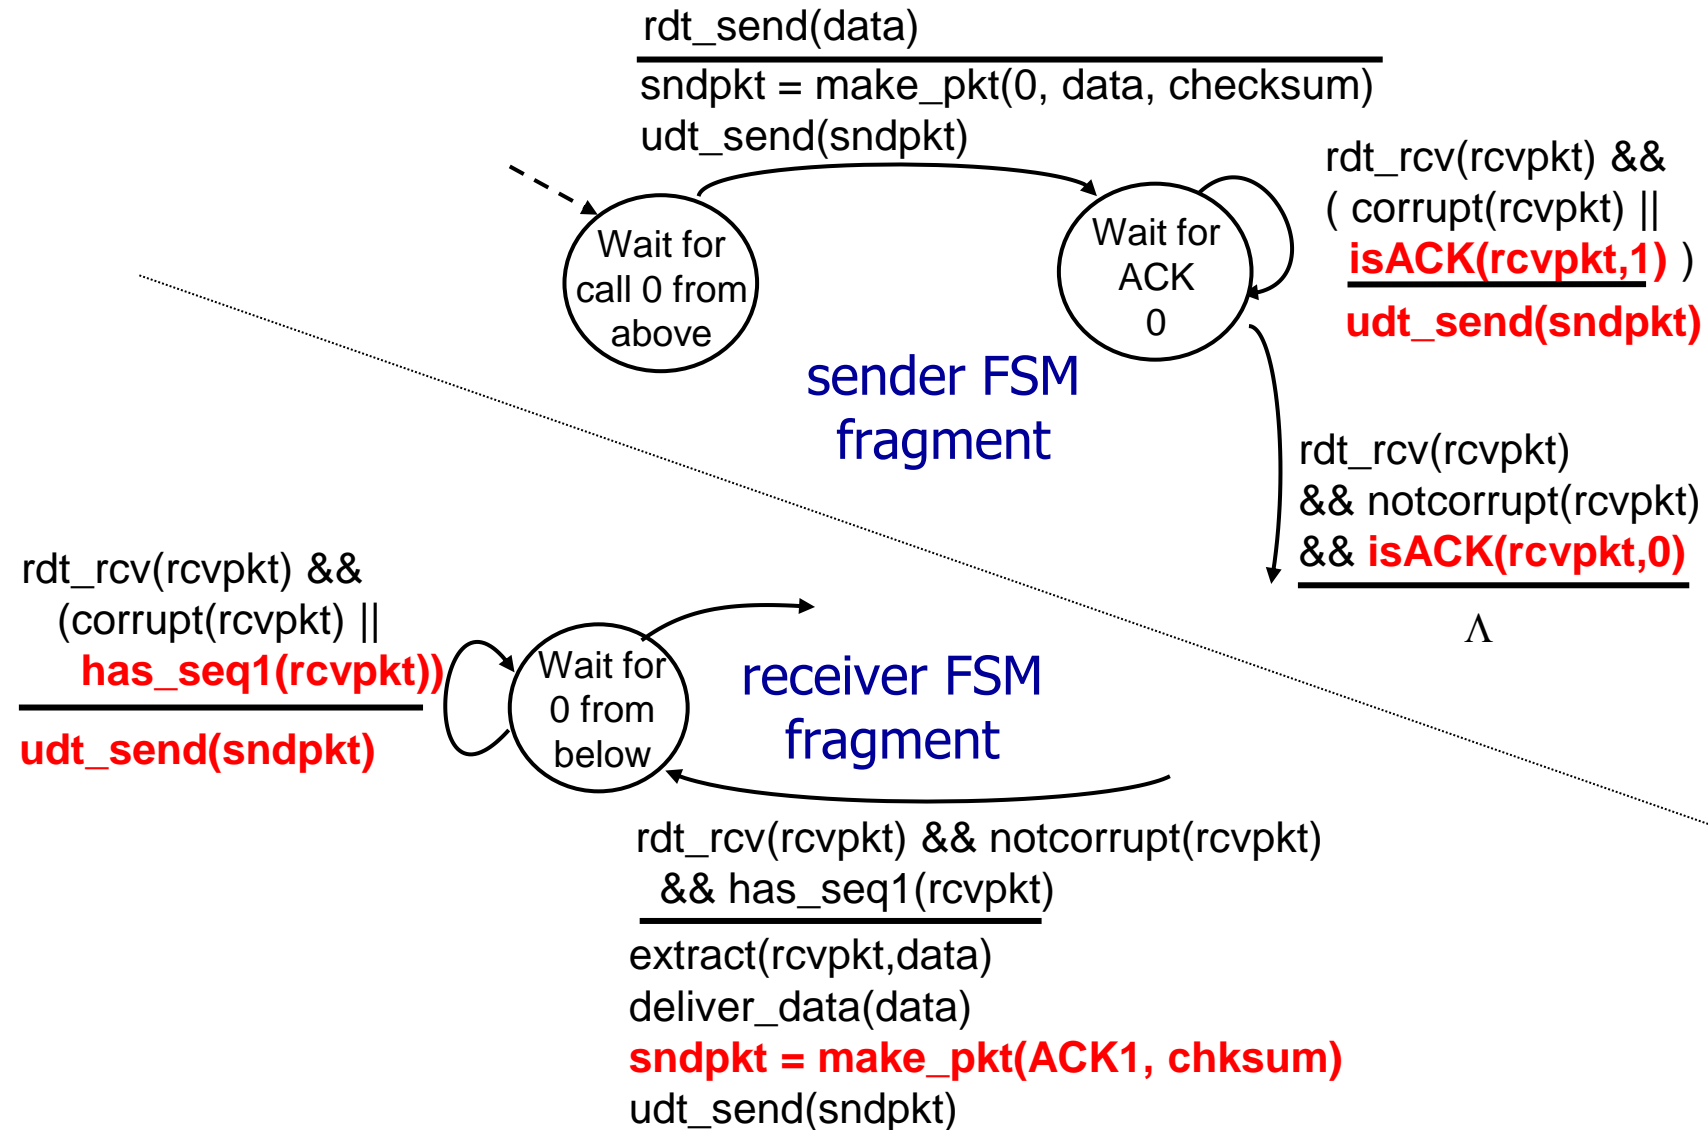 rdt_send(data)
sndpkt = make_pkt(0, data, checksum)
udt_send(sndpkt)
rdt_rcv(rcvpkt) &&
( corrupt(rcvpkt) ||
isACK(rcvpkt,1) )
udt_send(sndpkt)
Wait for
call 0 from
above
Wait for
ACK
0
sender FSM
fragment
rdt_rcv(rcvpkt)
&& notcorrupt(rcvpkt)
&& isACK(rcvpkt,0)
Λ
rdt_rcv(rcvpkt) &&
(corrupt(rcvpkt) ||
has_seq1(rcvpkt))
udt_send(sndpkt)
Wait for
0 from
below
receiver FSM
fragment
rdt_rcv(rcvpkt) && notcorrupt(rcvpkt)
&& has_seq1(rcvpkt)
extract(rcvpkt,data)
deliver_data(data)
sndpkt = make_pkt(ACK1, chksum)
udt_send(sndpkt)